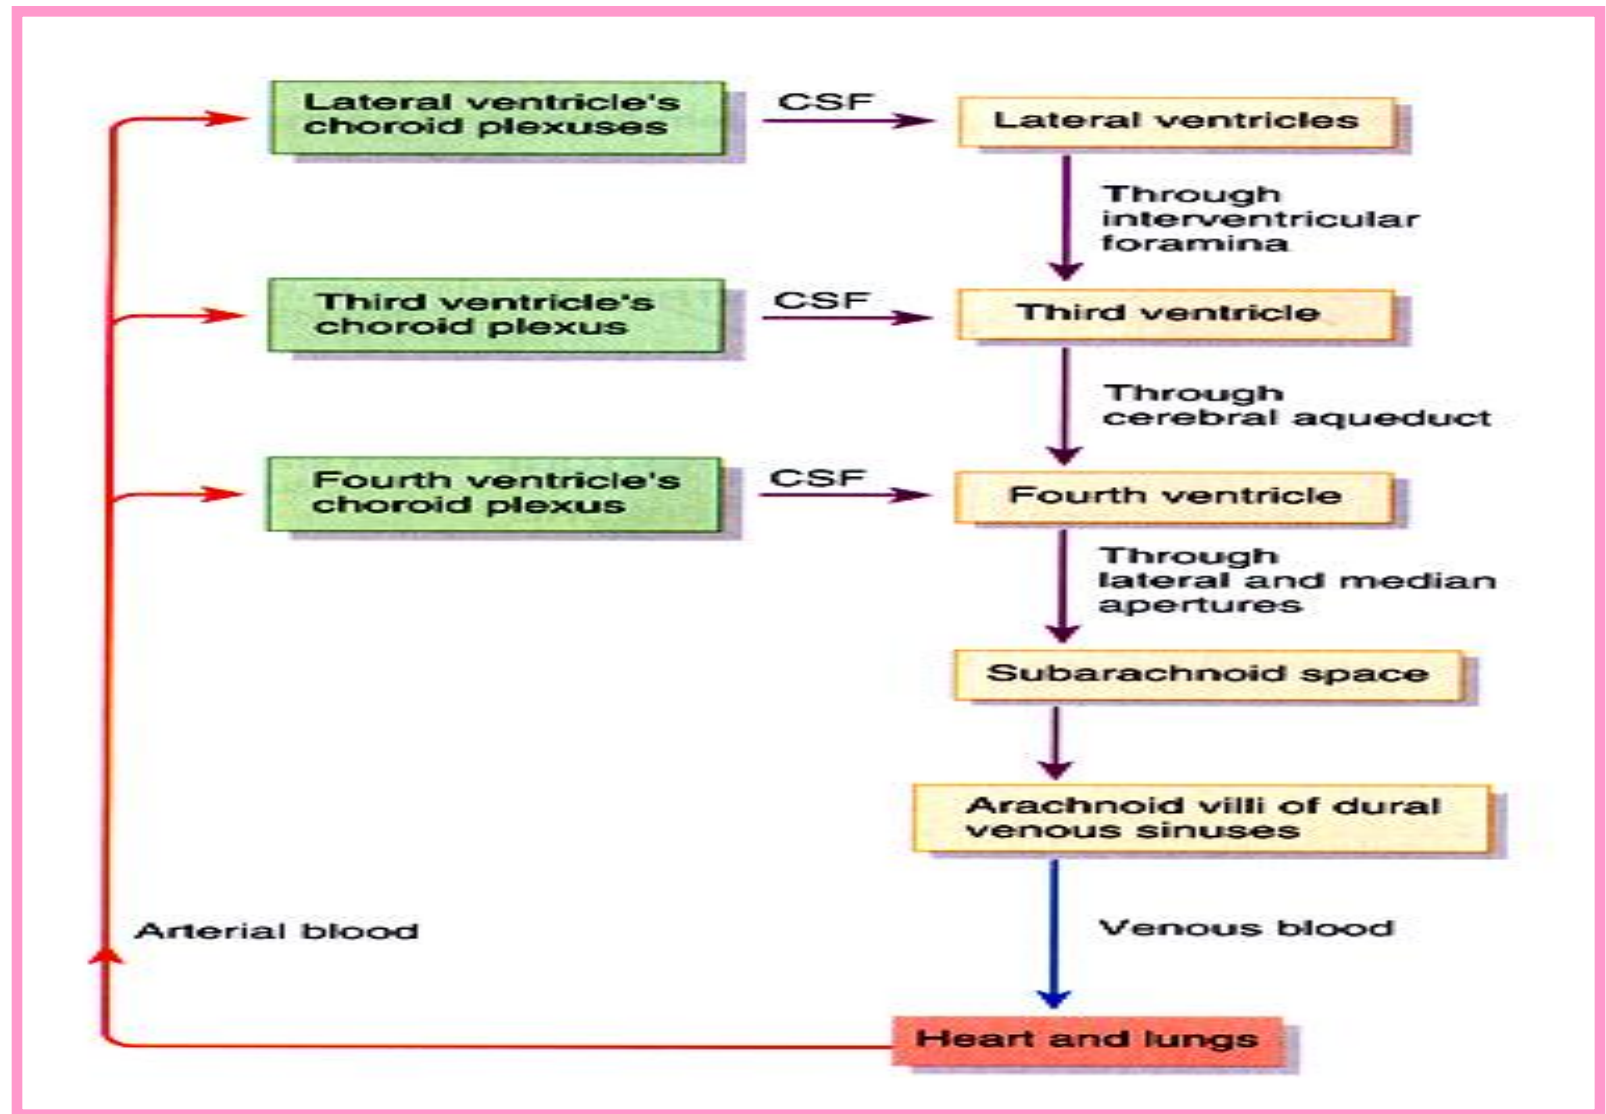 Lateral ventricle's
choroid plexuses
CSF
Lateral ventricles
Through
interventricular
foramina
Third ventricle's
choroid plexus
CSF
Third ventricle
Through
cerebral aqueduct
Fourth ventricle's
choroid plexus
CSF
Fourth ventricle
Through
lateral and median
apertures
Subarachnoid space
Arachnoid villi of dural
venous sinuses
Arterial blood
Venous blood
Heart and lungs